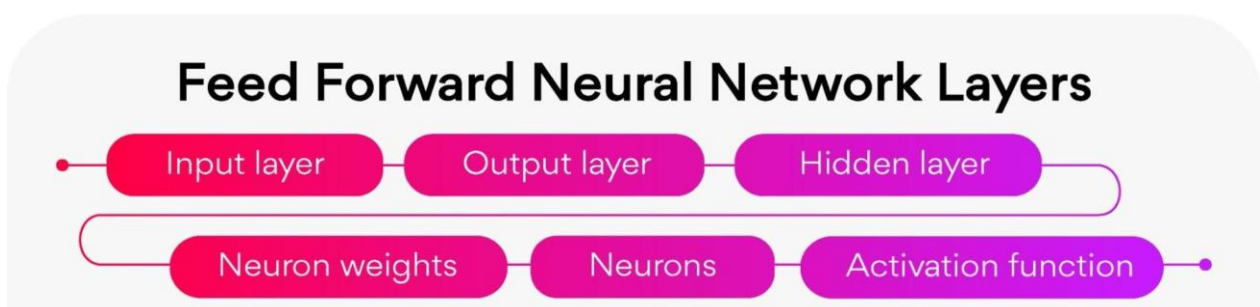 Feed Forward Neural Network Layers
Input layer Output layer Hidden layer
Neuron weights Neurons Activation function